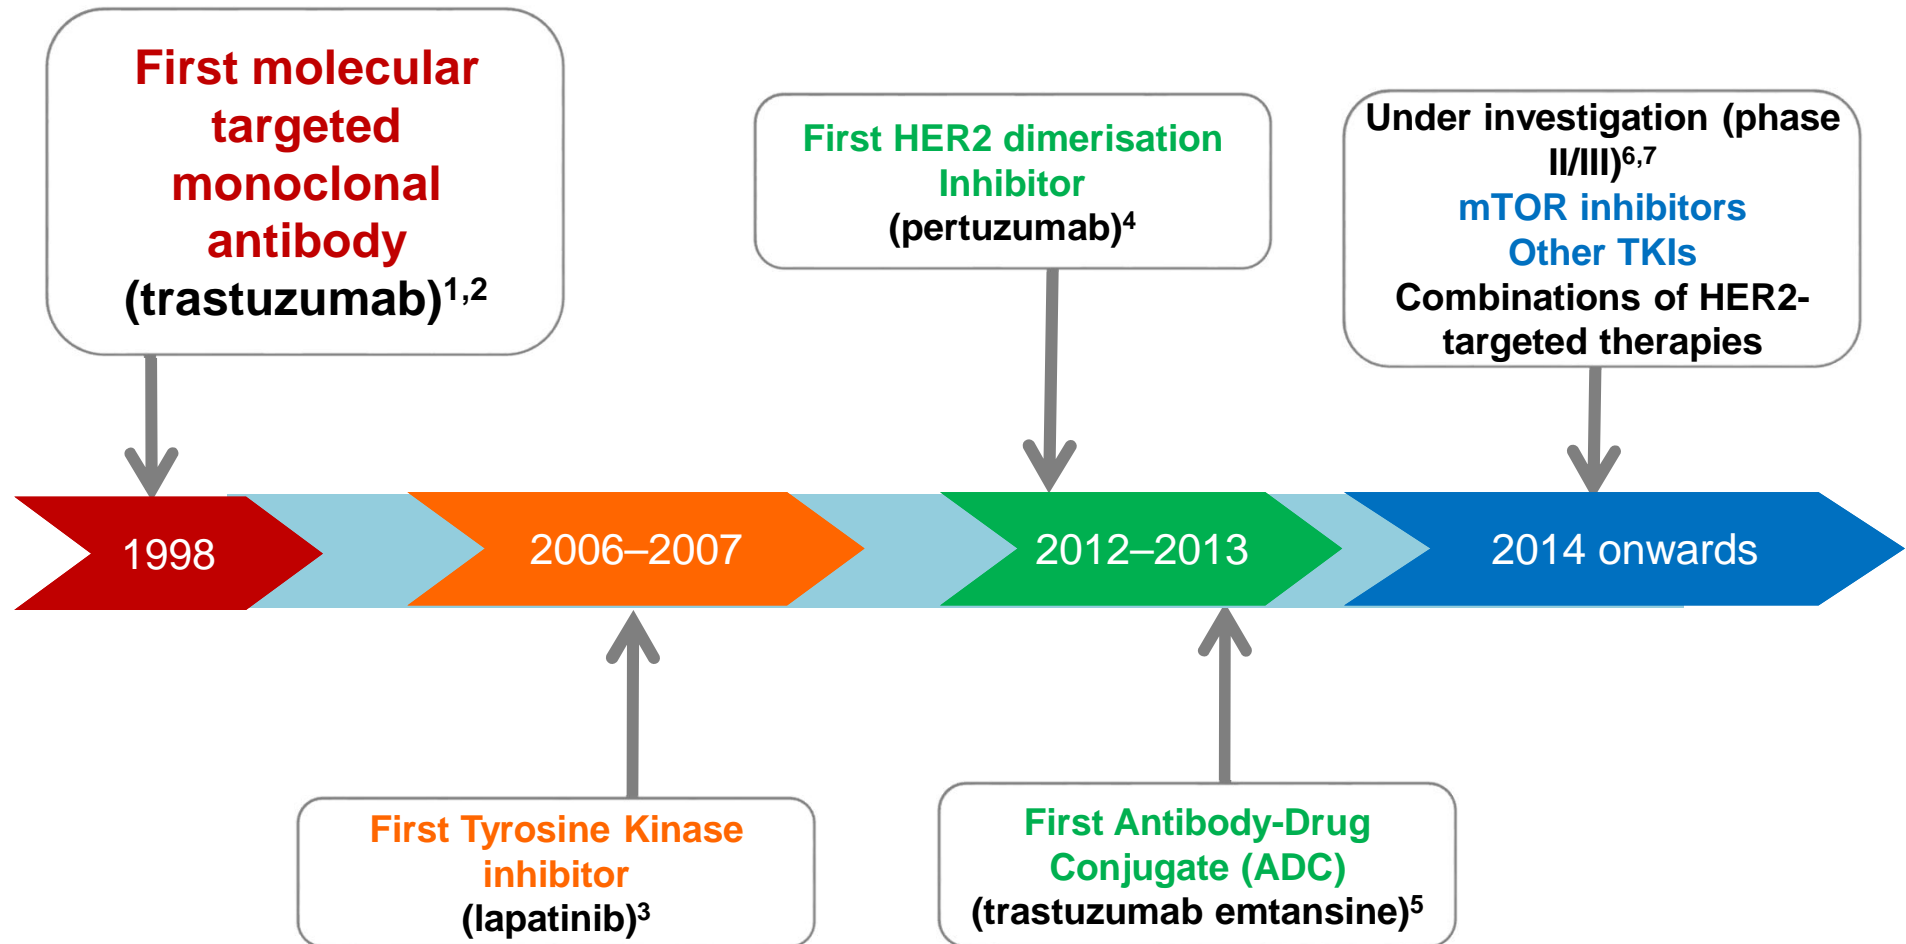 First molecular
targeted
monoclonal
antibody
(trastuzumab)1,2
First HER2 dimerisation
Inhibitor
(pertuzumab)4
Under investigation (phase
II/III)6,7
mTOR inhibitors
Other TKIs
Combinations of HER2-
targeted therapies
1998
2006–2007
2012–2013
2014 onwards
First Tyrosine Kinase
inhibitor
(lapatinib)3
First Antibody-Drug
Conjugate (ADC)
(trastuzumab emtansine)5